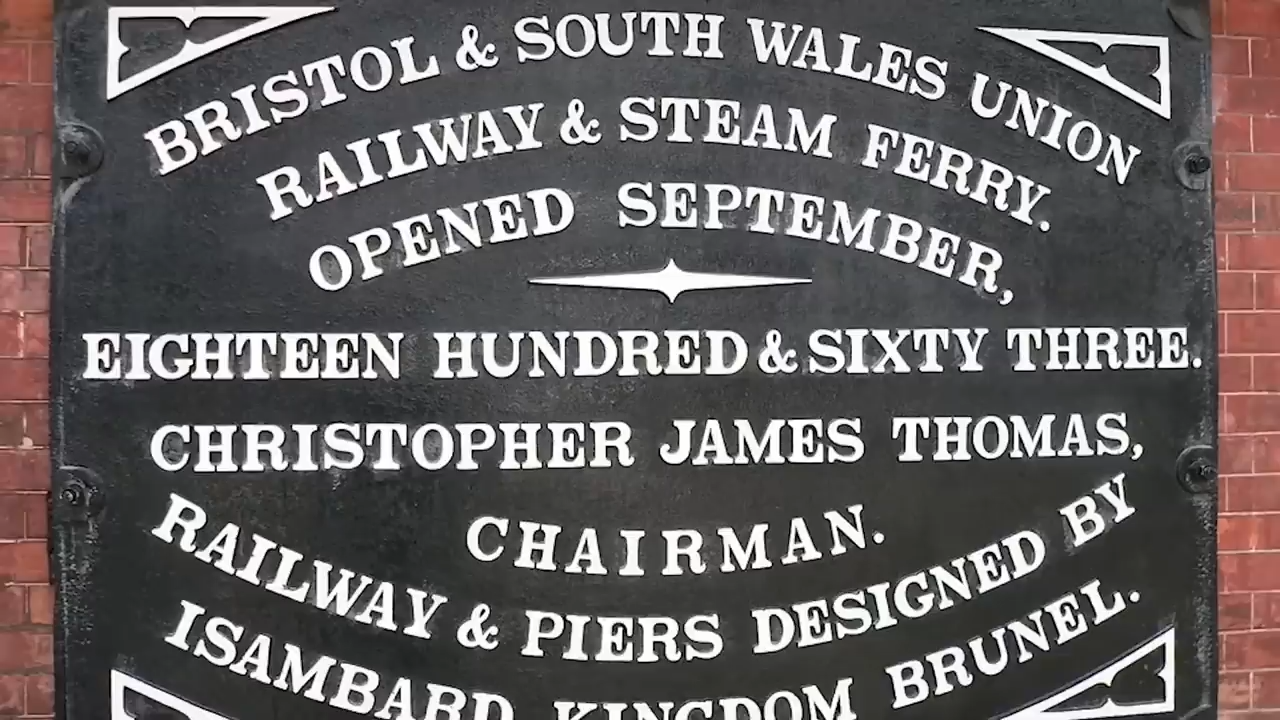 BRISTOL & SOUTH WALES UNION
RAILWAY & STEAM FERRY.
OPENED SEPTEMBER,
EIGHTEEN HUNDRED & SIXTY THREE.
CHRISTOPHER JAMES THOMAS,
CHAIRMAN.
RAILWAY & PIERS DESIGNED BY
ISAMBARD KINGDOM BRUNEL.